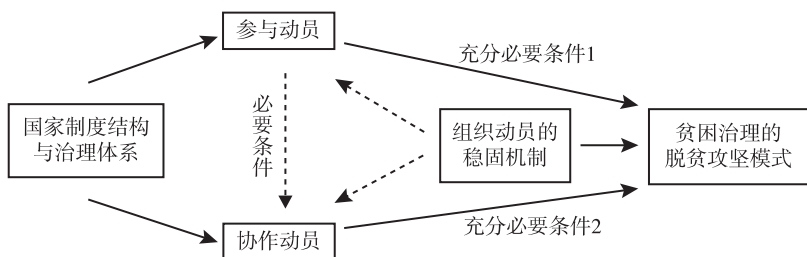 参与动员
充分必要条件1
必要条件
国家制度结构
与治理体系
组织动员的
稳固机制
贫困治理的
脱贫攻坚模式
协作动员
充分必要条件2